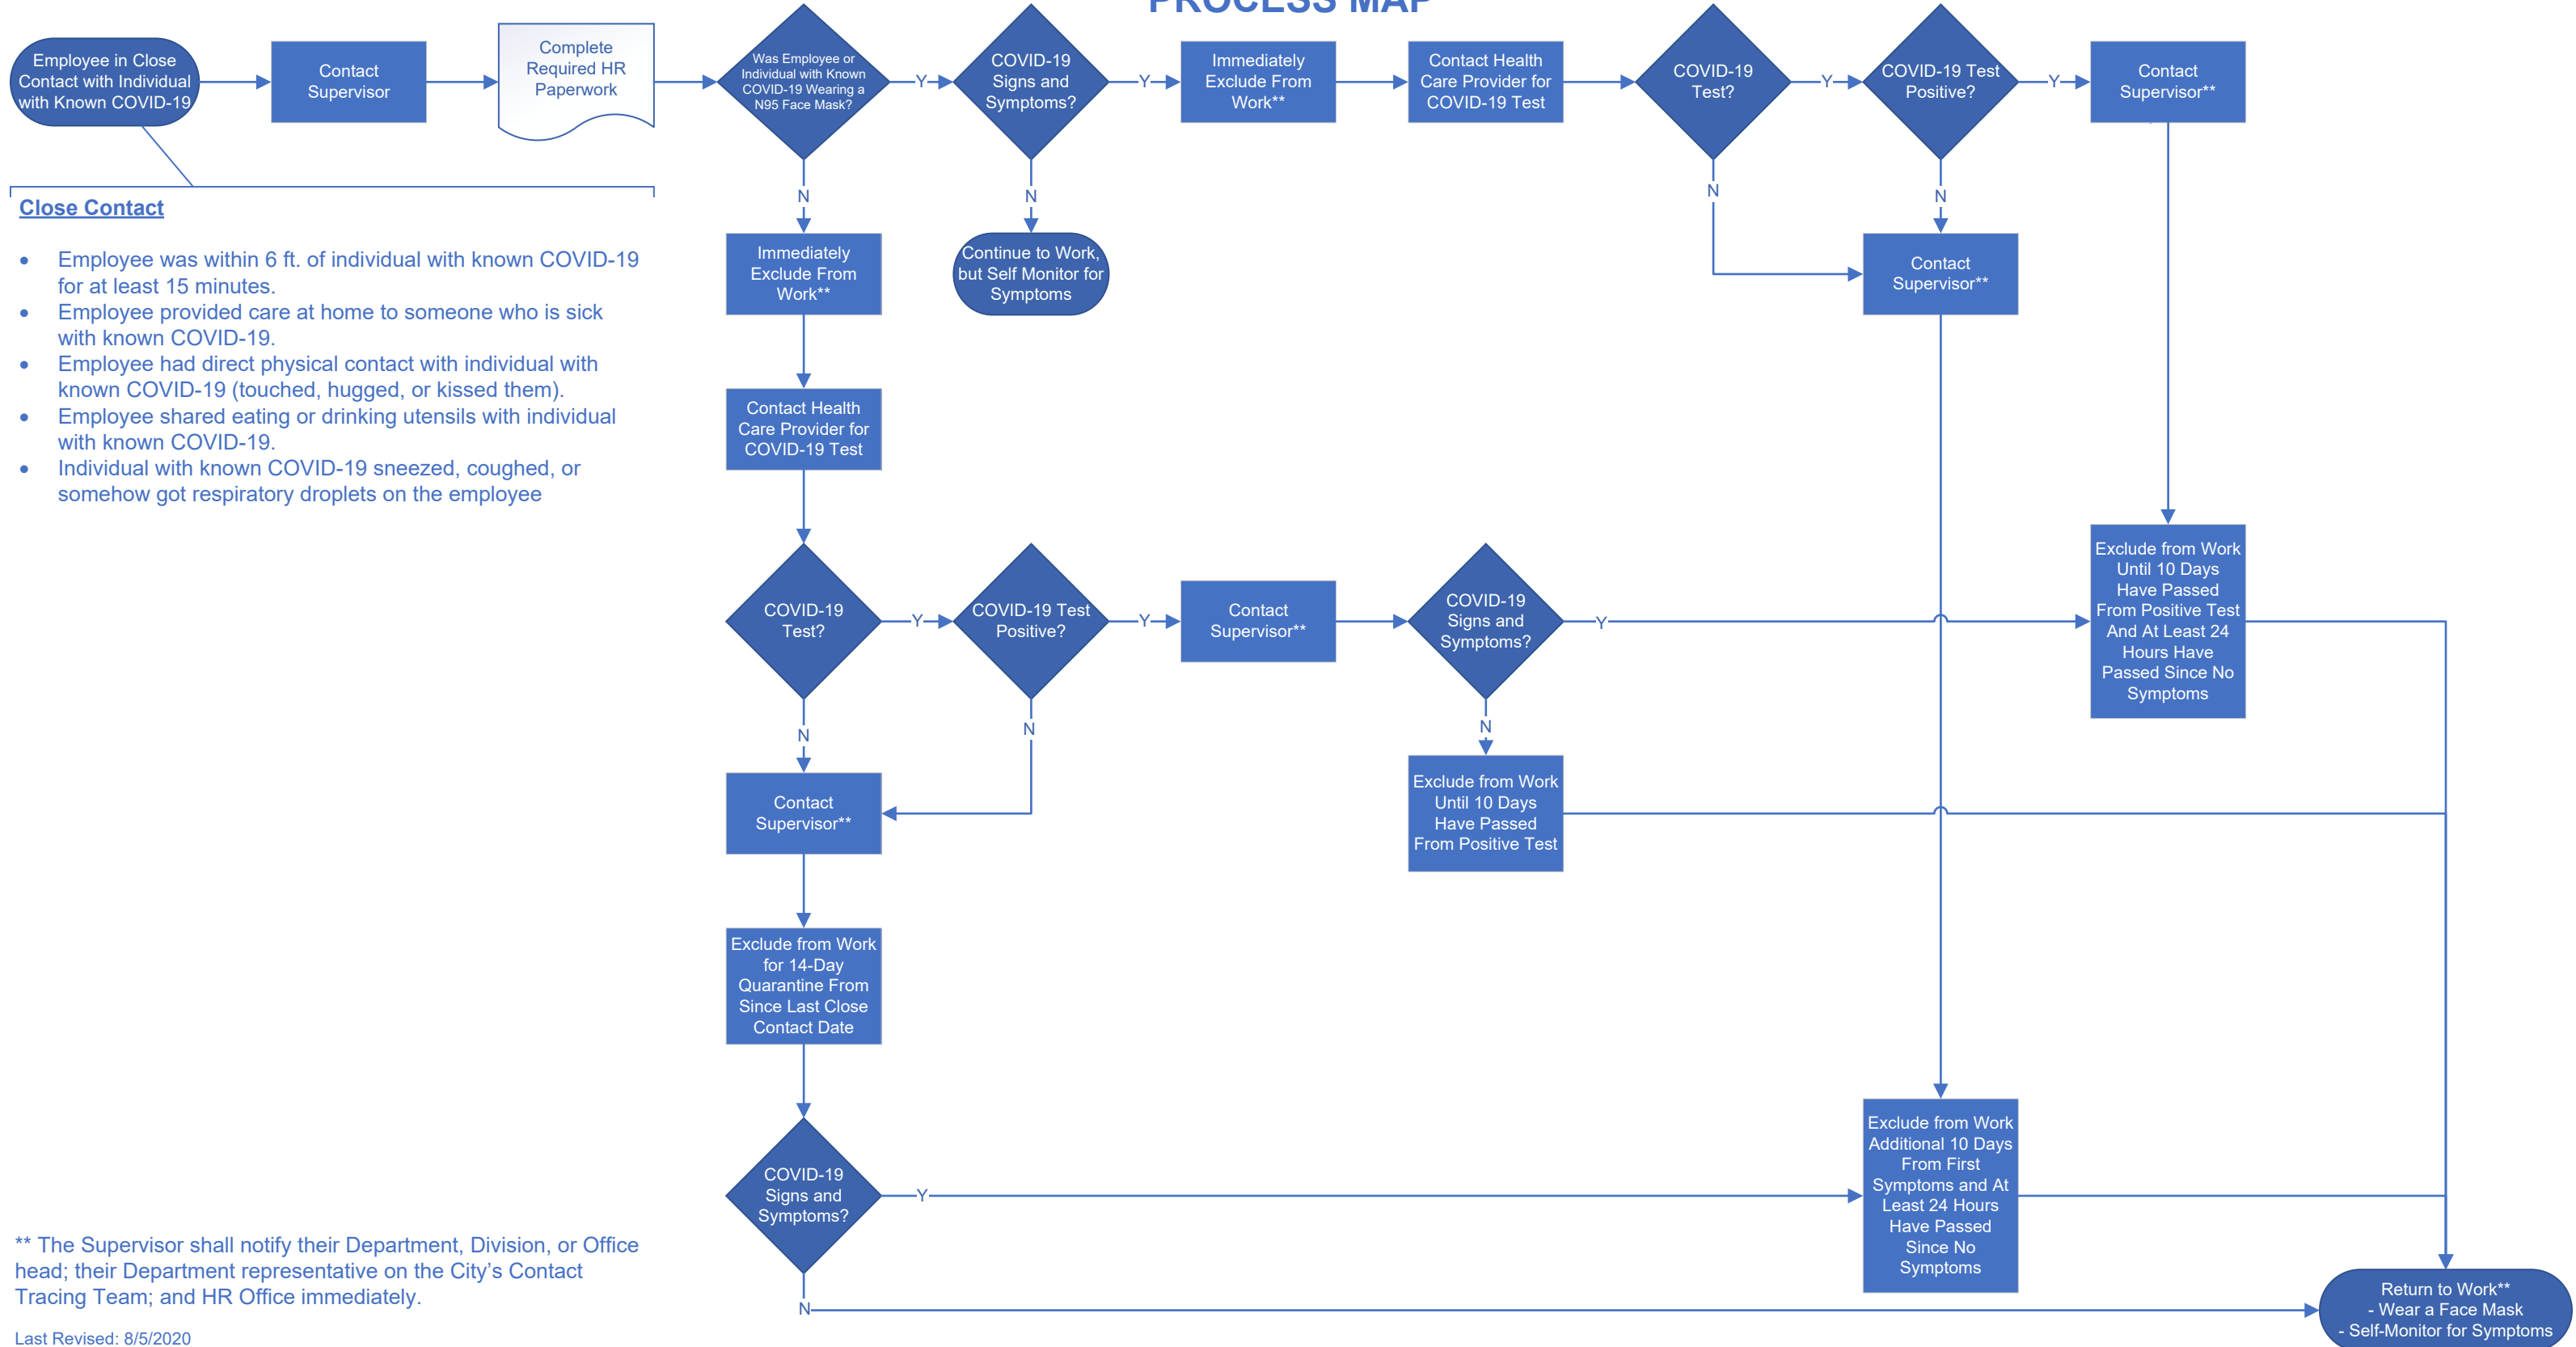 PROCESS MAP
Employee in Close
Contact with Individual
with Known COVID-19
Contact
Supervisor
Complete
Required HR
Paperwork
Was Employee or
Individual with Known
COVID-19 Wearing a
N95 Face Mask?
Y
COVID-19
Signs and
Symptoms?
Y
Immediately
Exclude From
Work**
Contact Health
Care Provider for
COVID-19 Test
COVID-19
Test?
Y
COVID-19 Test
Positive?
Y
Contact
Supervisor**
N
N
N
N
Close Contact
• Employee was within 6 ft. of individual with known COVID-19
for at least 15 minutes.
• Employee provided care at home to someone who is sick
with known COVID-19.
• Employee had direct physical contact with individual with
known COVID-19 (touched, hugged, or kissed them).
• Employee shared eating or drinking utensils with individual
with known COVID-19.
• Individual with known COVID-19 sneezed, coughed, or
somehow got respiratory droplets on the employee
Immediately
Exclude From
Work**
Continue to Work,
but Self Monitor for
Symptoms
Contact
Supervisor**
Contact Health
Care Provider for
COVID-19 Test
COVID-19
Test?
Y
COVID-19 Test
Positive?
Y
Contact
Supervisor**
COVID-19
Signs and
Symptoms?
Y
Exclude from Work
Until 10 Days
Have Passed
From Positive Test
And At Least 24
Hours Have
Passed Since No
Symptoms
N
N
N
Contact
Supervisor**
Exclude from Work
Until 10 Days
Have Passed
From Positive Test
Exclude from Work
for 14-Day
Quarantine From
Since Last Close
Contact Date
COVID-19
Signs and
Symptoms?
Y
Exclude from Work
Additional 10 Days
From First
Symptoms and At
Least 24 Hours
Have Passed
Since No
Symptoms
N
Return to Work**
- Wear a Face Mask
- Self-Monitor for Symptoms
** The Supervisor shall notify their Department, Division, or Office
head; their Department representative on the City's Contact
Tracing Team; and HR Office immediately.
Last Revised: 8/5/2020